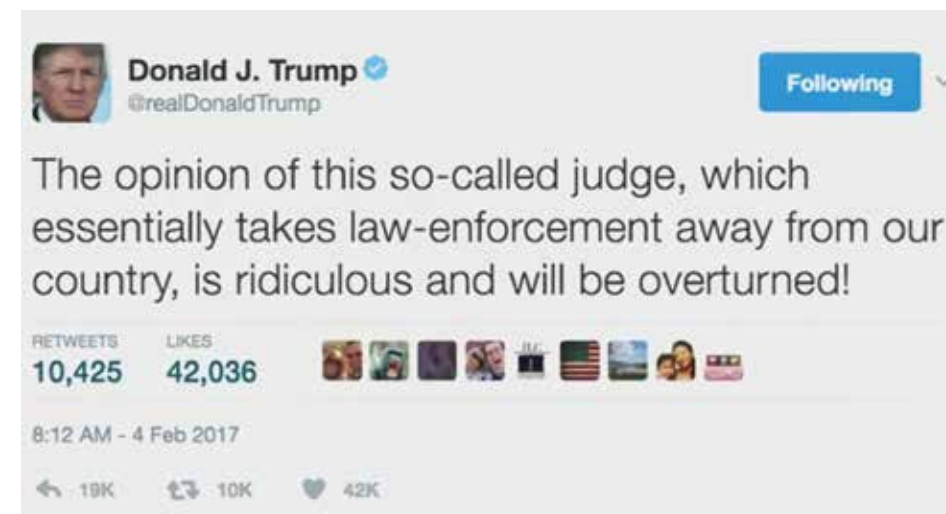 Donald J. Trump
@realDonaldTrump
Following
The opinion of this so-called judge, which
essentially takes law-enforcement away from our
country, is ridiculous and will be overturned!
RETWEETS LIKES
10,425 42,036
8:12 AM - 4 Feb 2017
19K 10K 42K